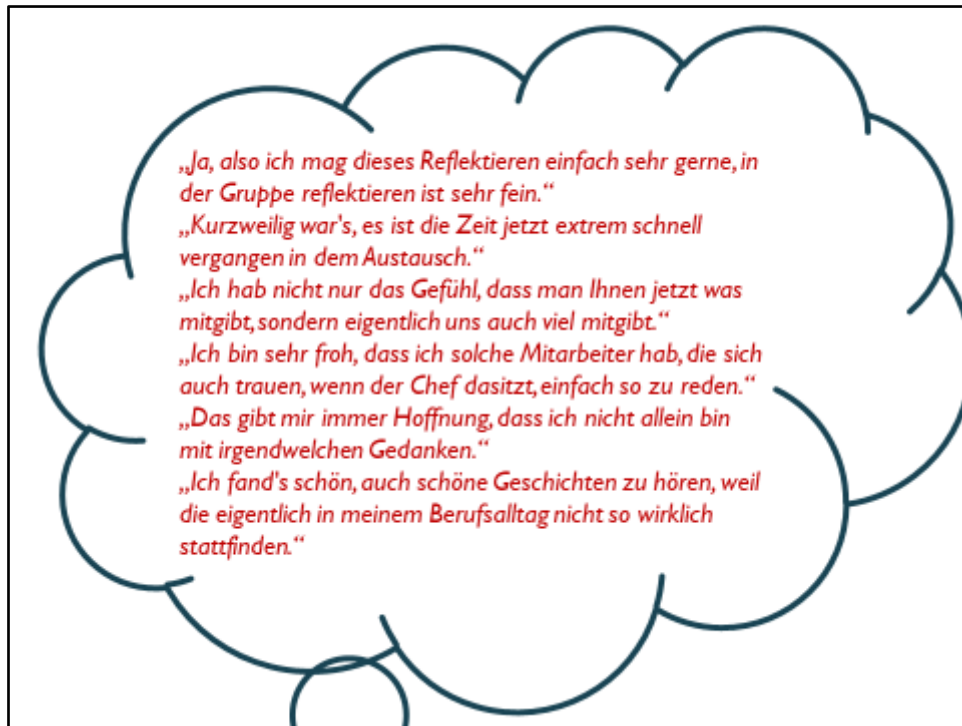 „Ja, also ich mag dieses Reflektieren einfach sehr gerne, in
der Gruppe reflektieren ist sehr fein.“
„Kurzweilig war's, es ist die Zeit jetzt extrem schnell
vergangen in dem Austausch.“
„Ich hab nicht nur das Gefühl, dass man Ihnen jetzt was
mitgibt, sondern eigentlich uns auch viel mitgibt.“
„Ich bin sehr froh, dass ich solche Mitarbeiter hab, die sich
auch trauen, wenn der Chef dasitzt, einfach so zu reden.“
„Das gibt mir immer Hoffnung, dass ich nicht allein bin
mit irgendwelchen Gedanken.“
„Ich fand's schön, auch schöne Geschichten zu hören, weil
die eigentlich in meinem Berufsalltag nicht so wirklich
stattfinden.“